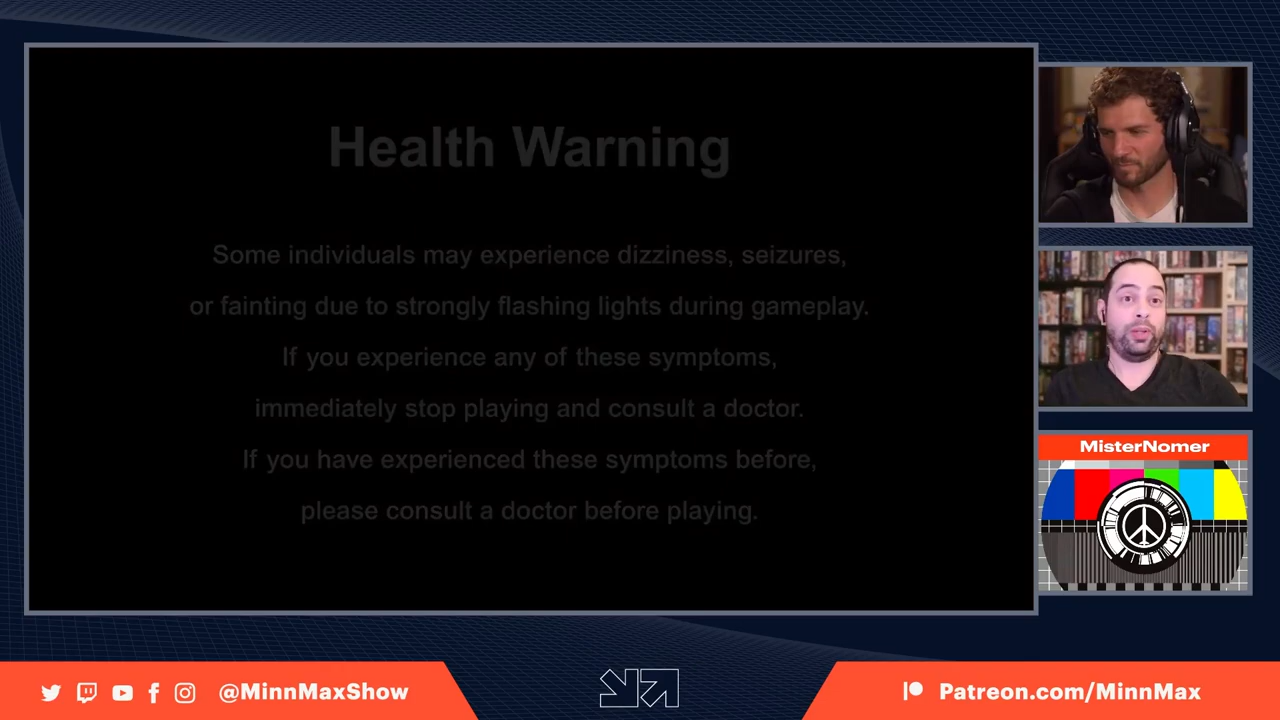 Health Warning
Some individuals may experience dizziness, seizures,
or fainting due to strongly flashing lights during gameplay.
If you experience any of these symptoms,
immediately stop playing and consult a doctor.
If you have experienced these symptoms before,
please consult a doctor before playing.
MisterNomer
@MinnMaxShow
Patreon.com/MinnMax